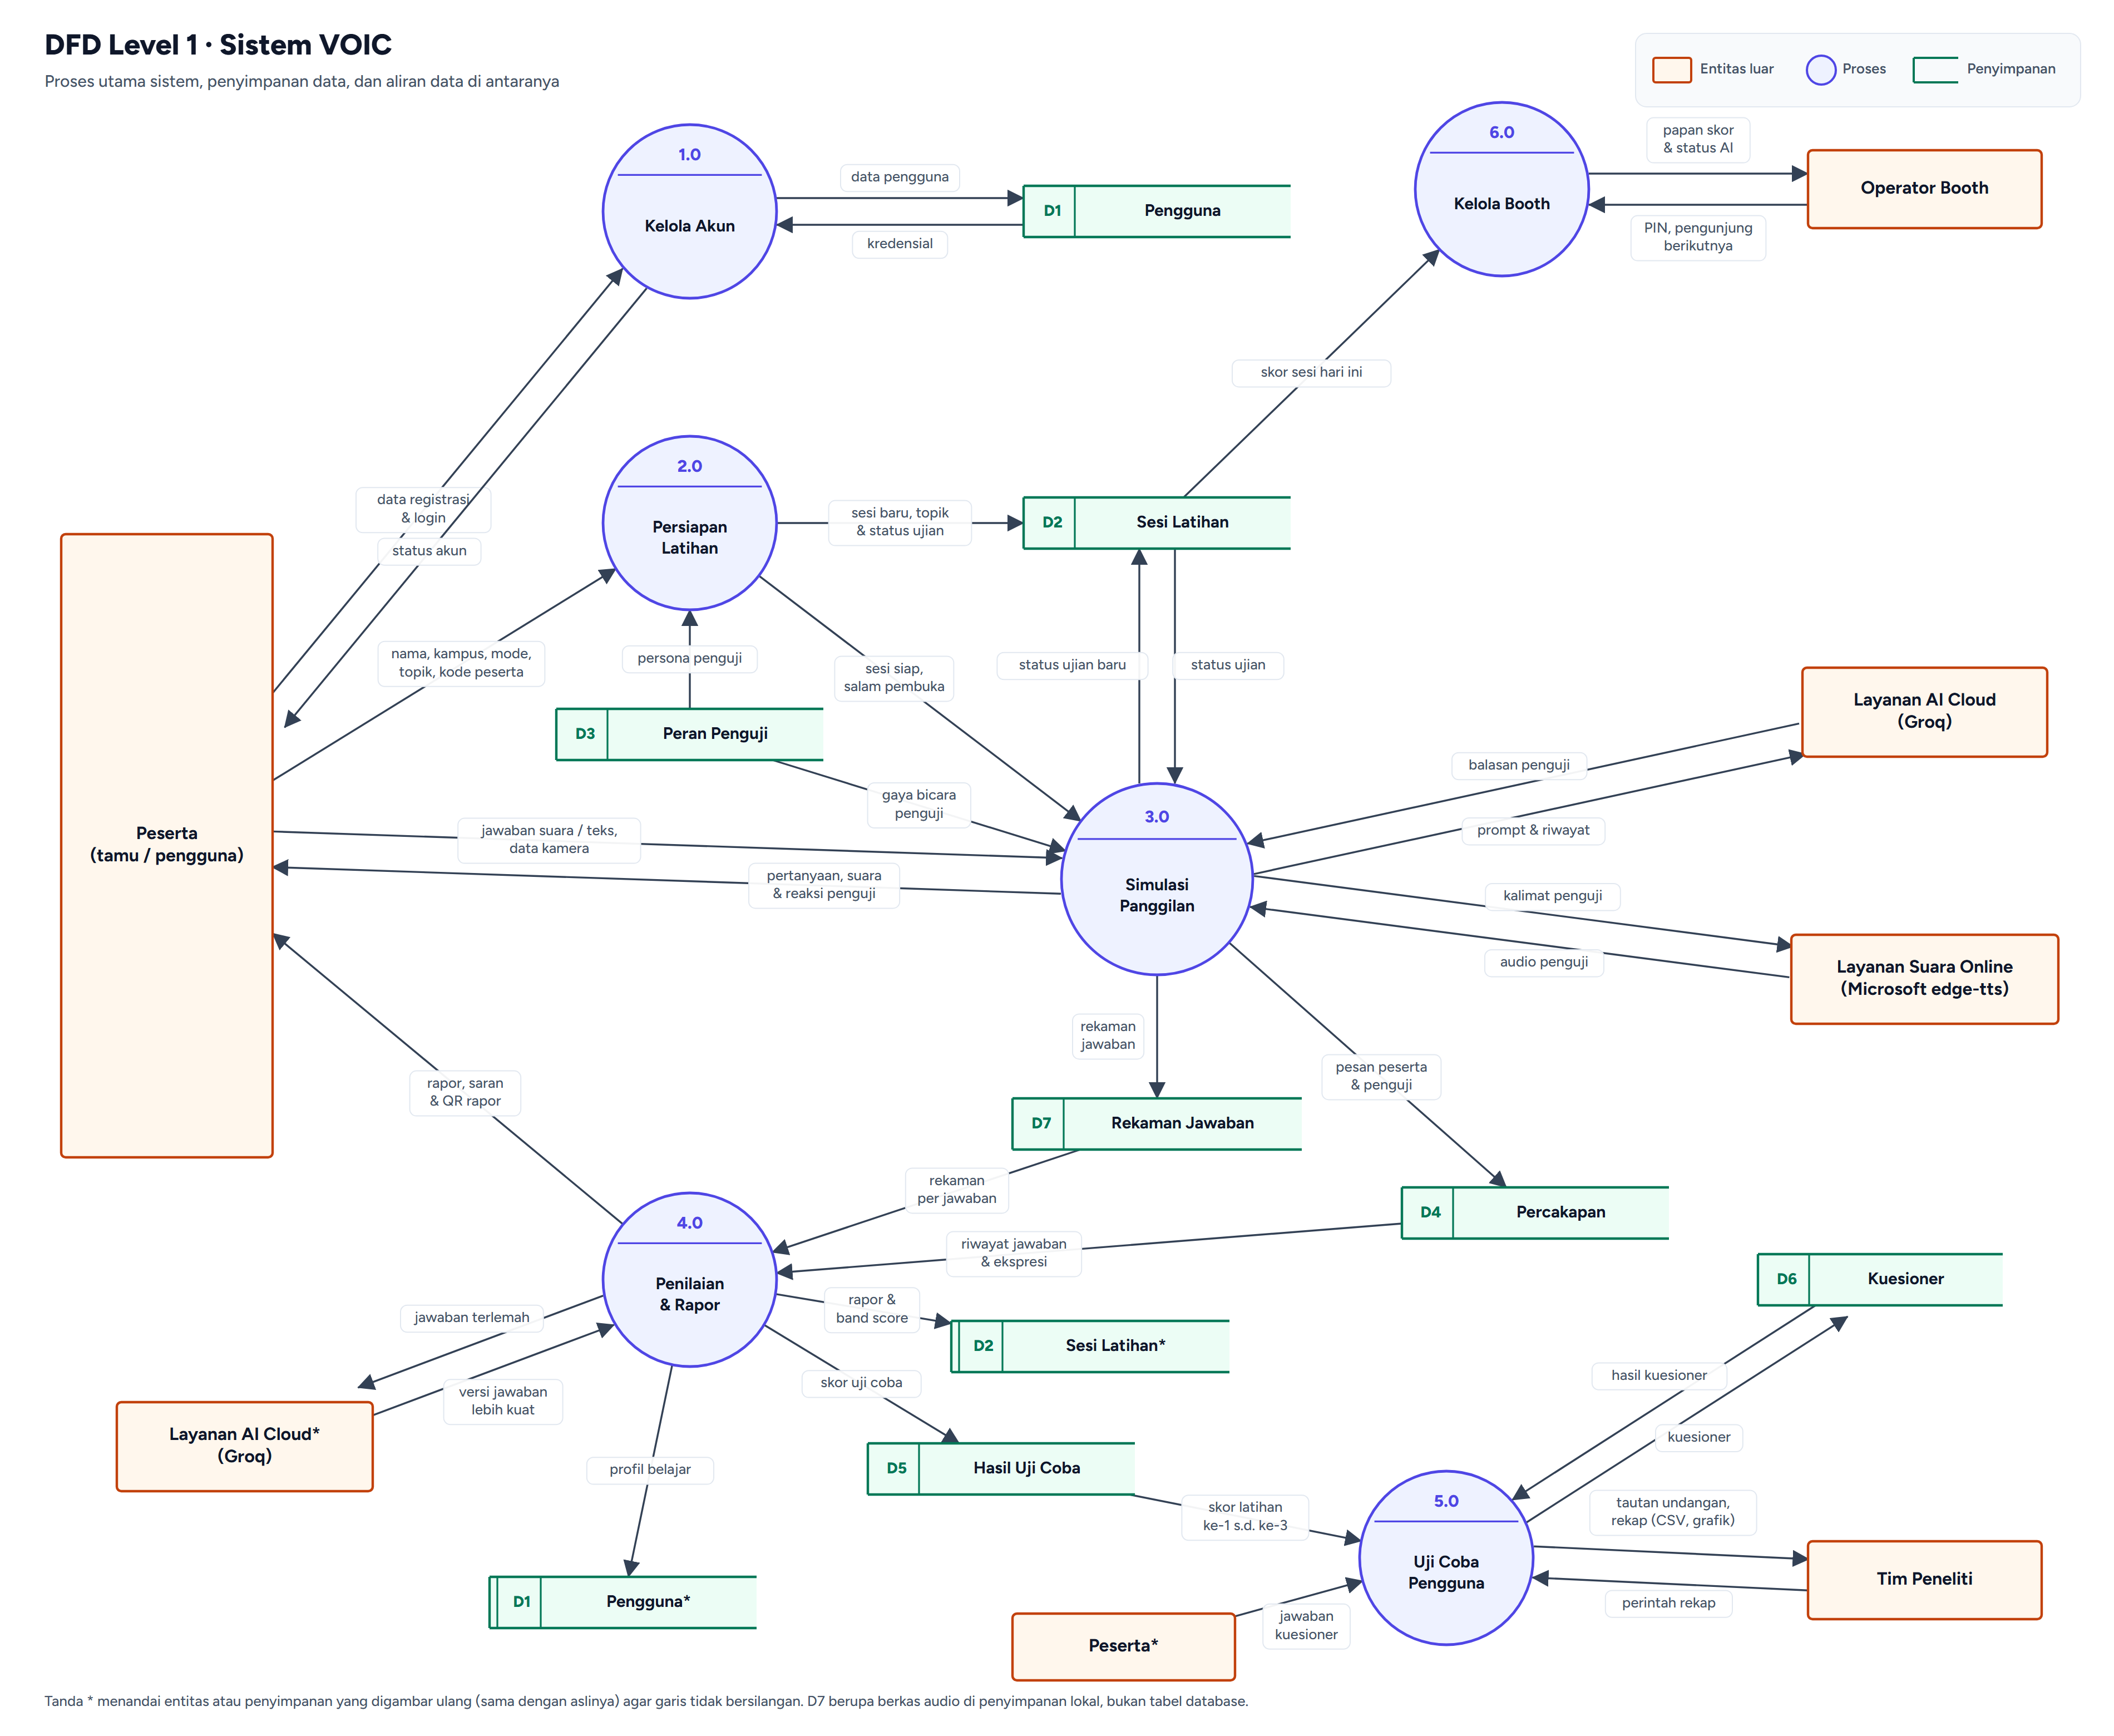 DFD Level 1 · Sistem VOIC
Proses utama sistem, penyimpanan data, dan aliran data di antaranya
Entitas luar
Proses
Penyimpanan
1.0
Kelola Akun
data pengguna
kredensial
D1
Pengguna
6.0
Kelola Booth
papan skor
& status AI
PIN, pengunjung
berikutnya
Operator Booth
skor sesi hari ini
data registrasi
& login
status akun
2.0
Persiapan
Latihan
sesi baru, topik
& status ujian
D2
Sesi Latihan
nama, kampus, mode,
topik, kode peserta
persona penguji
sesi siap,
salam pembuka
status ujian baru
status ujian
D3
Peran Penguji
gaya bicara
penguji
Peserta
(tamu / pengguna)
jawaban suara / teks,
data kamera
pertanyaan, suara
& reaksi penguji
3.0
Simulasi
Panggilan
balasan penguji
prompt & riwayat
Layanan AI Cloud
(Groq)
kalimat penguji
audio penguji
Layanan Suara Online
(Microsoft edge-tts)
rekaman
jawaban
pesan peserta
& penguji
rapor, saran
& QR rapor
D7
Rekaman Jawaban
rekaman
per jawaban
D4
Percakapan
riwayat jawaban
& ekspresi
4.0
Penilaian
& Rapor
rapor &
band score
D2
Sesi Latihan*
D6
Kuesioner
jawaban terlemah
versi jawaban
lebih kuat
skor uji coba
hasil kuesioner
kuesioner
Layanan AI Cloud*
(Groq)
profil belajar
D5
Hasil Uji Coba
skor latihan
ke-1 s.d. ke-3
5.0
Uji Coba
Pengguna
tautan undangan,
rekap (CSV, grafik)
Tim Peneliti
perintah rekap
D1
Pengguna*
Peserta*
jawaban
kuesioner
Tanda * menandai entitas atau penyimpanan yang digambar ulang (sama dengan aslinya) agar garis tidak bersilangan. D7 berupa berkas audio di penyimpanan lokal, bukan tabel database.